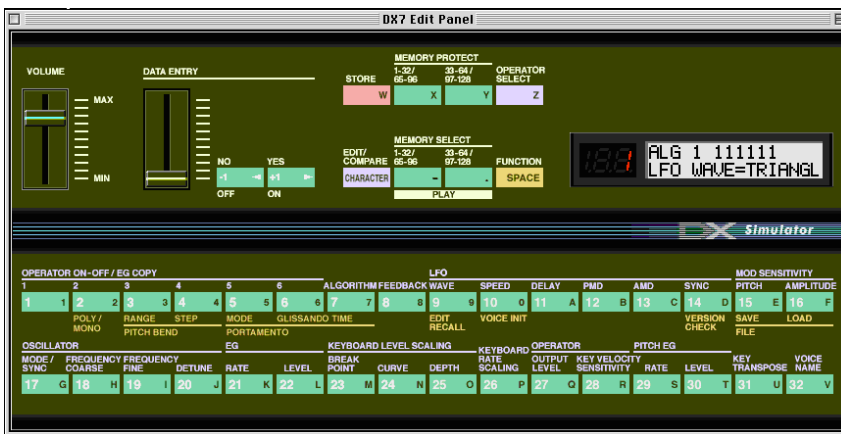 DX7 Edit Panel
MEMORY PROTECT
VOLUME
DATA ENTRY
STORE
1-32/ 65-96
33-64/ 97-128
OPERATOR SELECT
W X Y Z
MAX
MIN
MEMORY SELECT
EDIT/ COMPARE
1-32/ 65-96
33-64/ 97-128
FUNCTION
NO YES
-1 +1
OFF ON
CHARACTER - . SPACE
PLAY
1
ALG 1 111111
LFO WAVE=TRIANGL
DX Simulator
OPERATOR ON-OFF / EG COPY
LFO
MOD SENSITIVITY
1 2 3 4 5 6 ALGORITHM FEEDBACK WAVE SPEED DELAY PMD AMD SYNC PITCH AMPLITUDE
1 1 2 2 3 3 4 4 5 5 6 6 7 7 8 8 9 9 10 0 11 A 12 B 13 C 14 D 15 E 16 F
POLY / MONO
RANGE STEP
MODE GLISSANDO TIME
EDIT RECALL
VOICE INIT
VERSION CHECK
SAVE LOAD
PITCH BEND
PORTAMENTO
FILE
OSCILLATOR
EG
KEYBOARD LEVEL SCALING
OPERATOR
PITCH EG
MODE / SYNC
FREQUENCY COARSE
FREQUENCY FINE
DETUNE
RATE
LEVEL
BREAK POINT
CURVE
DEPTH
KEYBOARD RATE SCALING
OUTPUT LEVEL
KEY VELOCITY SENSITIVITY
RATE
LEVEL
KEY TRANSPOSE
VOICE NAME
17 G 18 H 19 I 20 J 21 K 22 L 23 M 24 N 25 O 26 P 27 Q 28 R 29 S 30 T 31 U 32 V